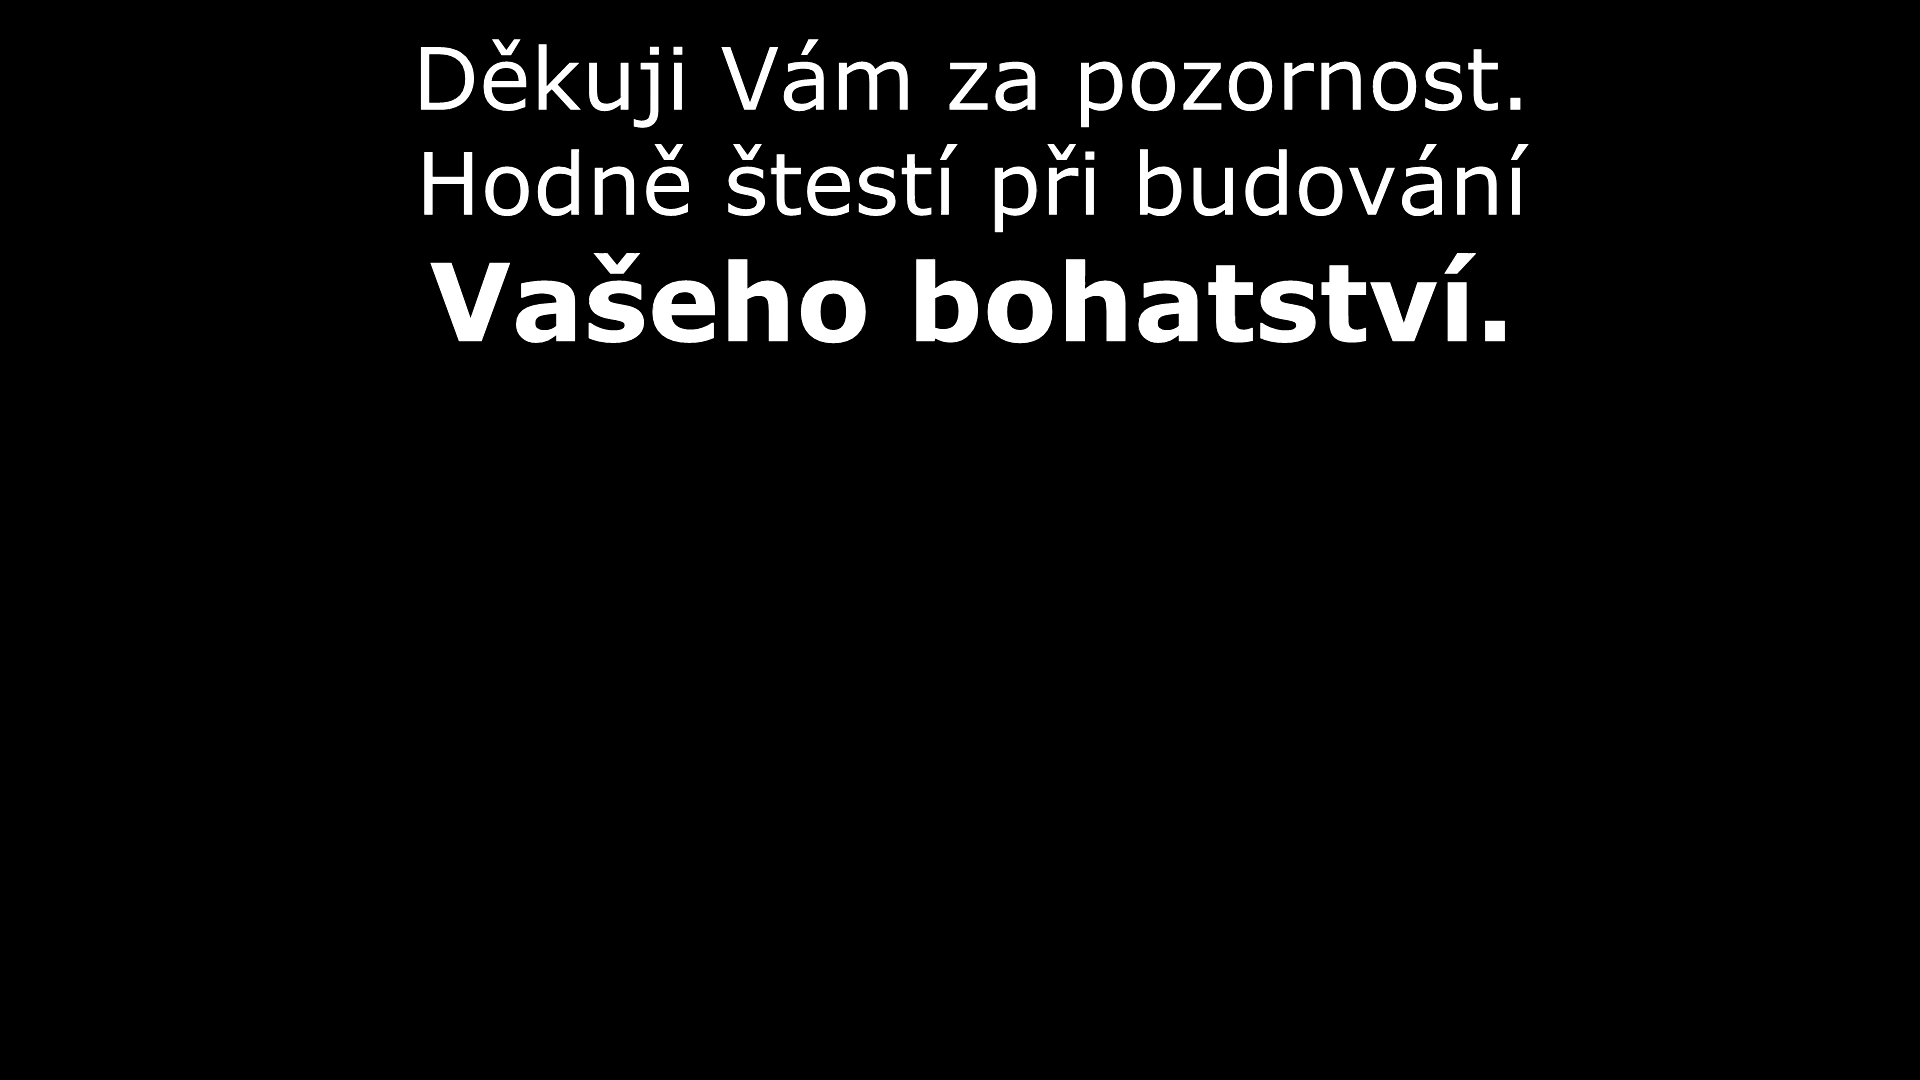 Děkuji Vám za pozornost.
Hodně štestí při budování
Vašeho bohatství.